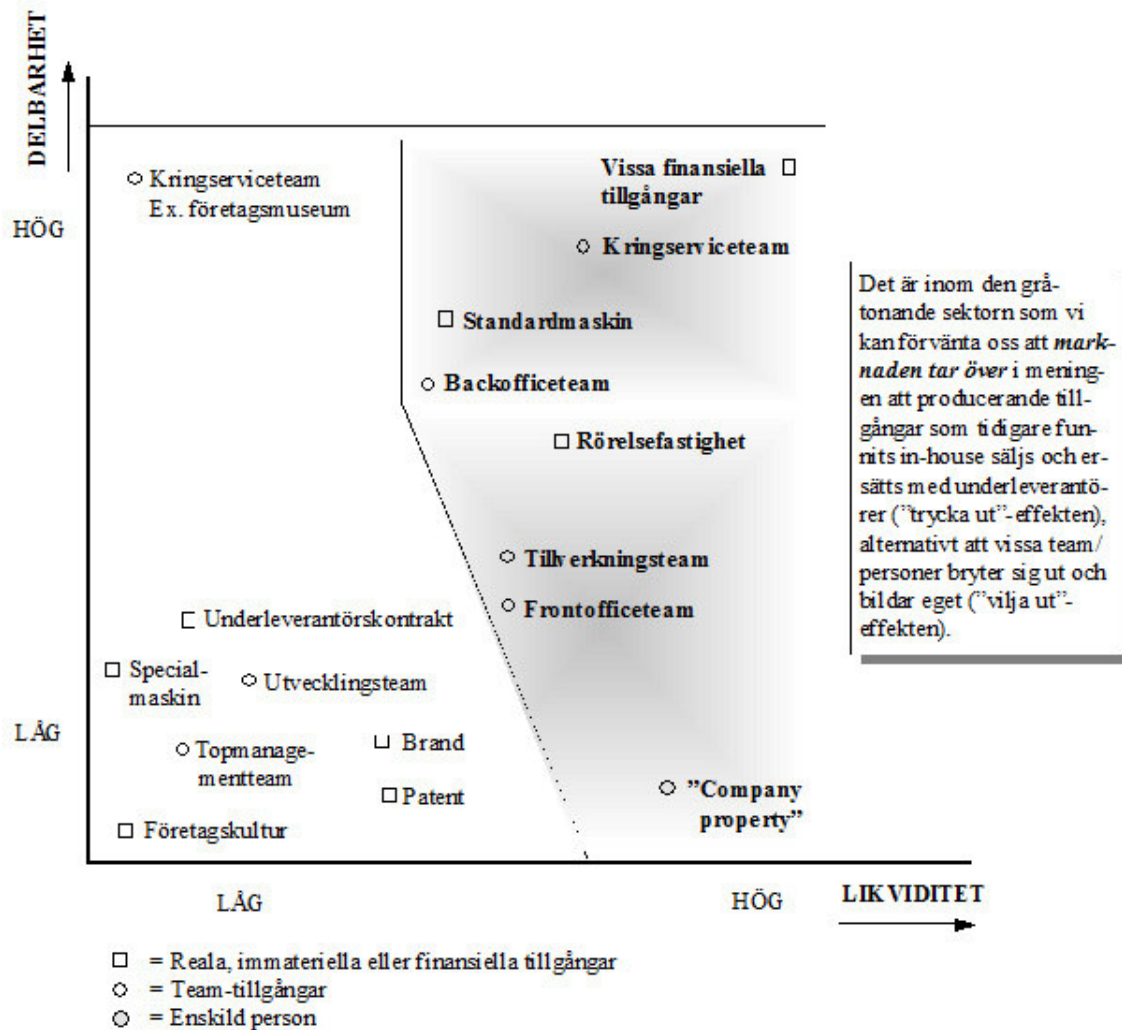 DELBARHET
HÖG
LÅG
Kringserviceteam
Ex. företagsmuseum
Vissa finansiella
tillgångar
Kringserviceteam
Standardmaskin
Backofficeteam
Rörelsefastighet
Tillverkningsteam
Frontofficeteam
Underleverantörskontrakt
Special-
maskin
Utvecklingsteam
Topmanage-
mentteam
Brand
Patent
Företagskultur
”Company
property”
LÅG
HÖG
LIKVIDITET
Det är inom den grå-
tonande sektorn som vi
kan förvänta oss att mark-
naden tar över i mening-
en att producerande till-
gångar som tidigare fun-
nits in-house säljs och er-
sätts med underleverantö-
rer (”trycka ut”-effekten),
alternativt att vissa team/
personer bryter sig ut och
bildar eget (”vilja ut”-
effekten).
= Reala, immateriella eller finansiella tillgångar
= Team-tillgångar
= Enskild person